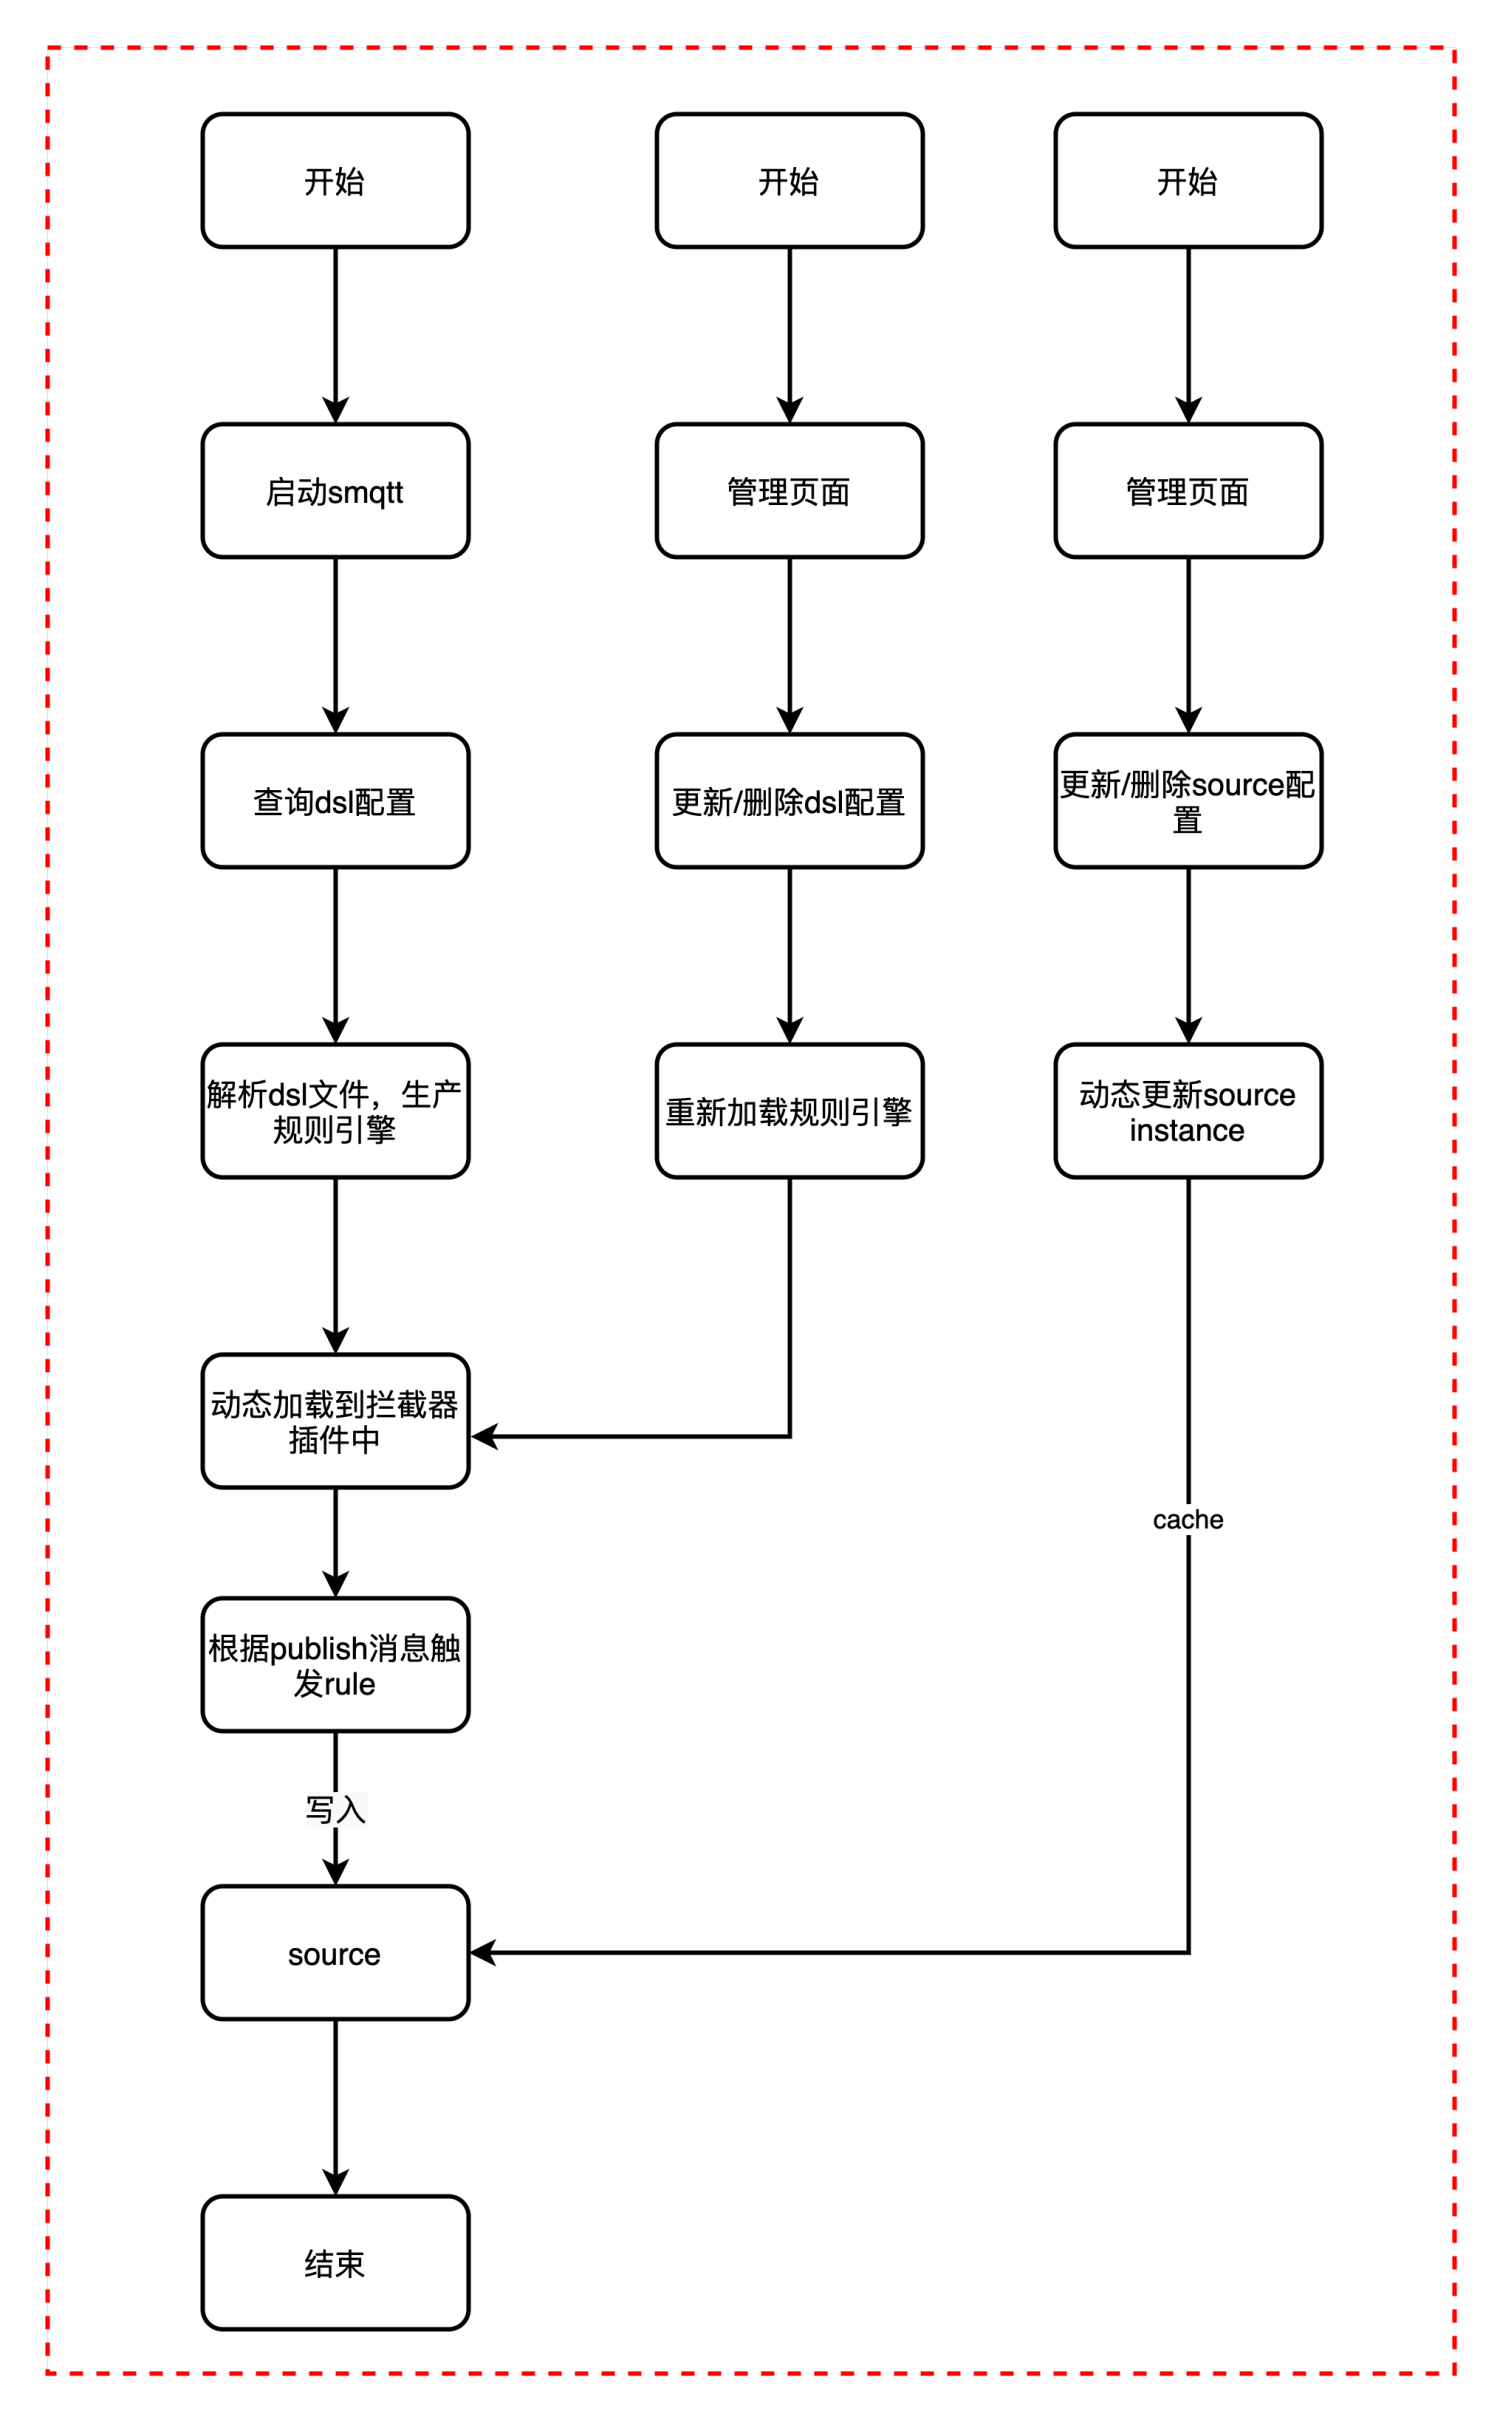 开始
开始
开始
启动smqtt
管理页面
管理页面
查询dsl配置
更新/删除dsl配置
更新/删除source配
置
解析dsl文件，生产
规则引擎
重新加载规则引擎
动态更新source
instance
动态加载到拦截器
插件中
cache
根据publish消息触
发rule
写入
source
结束